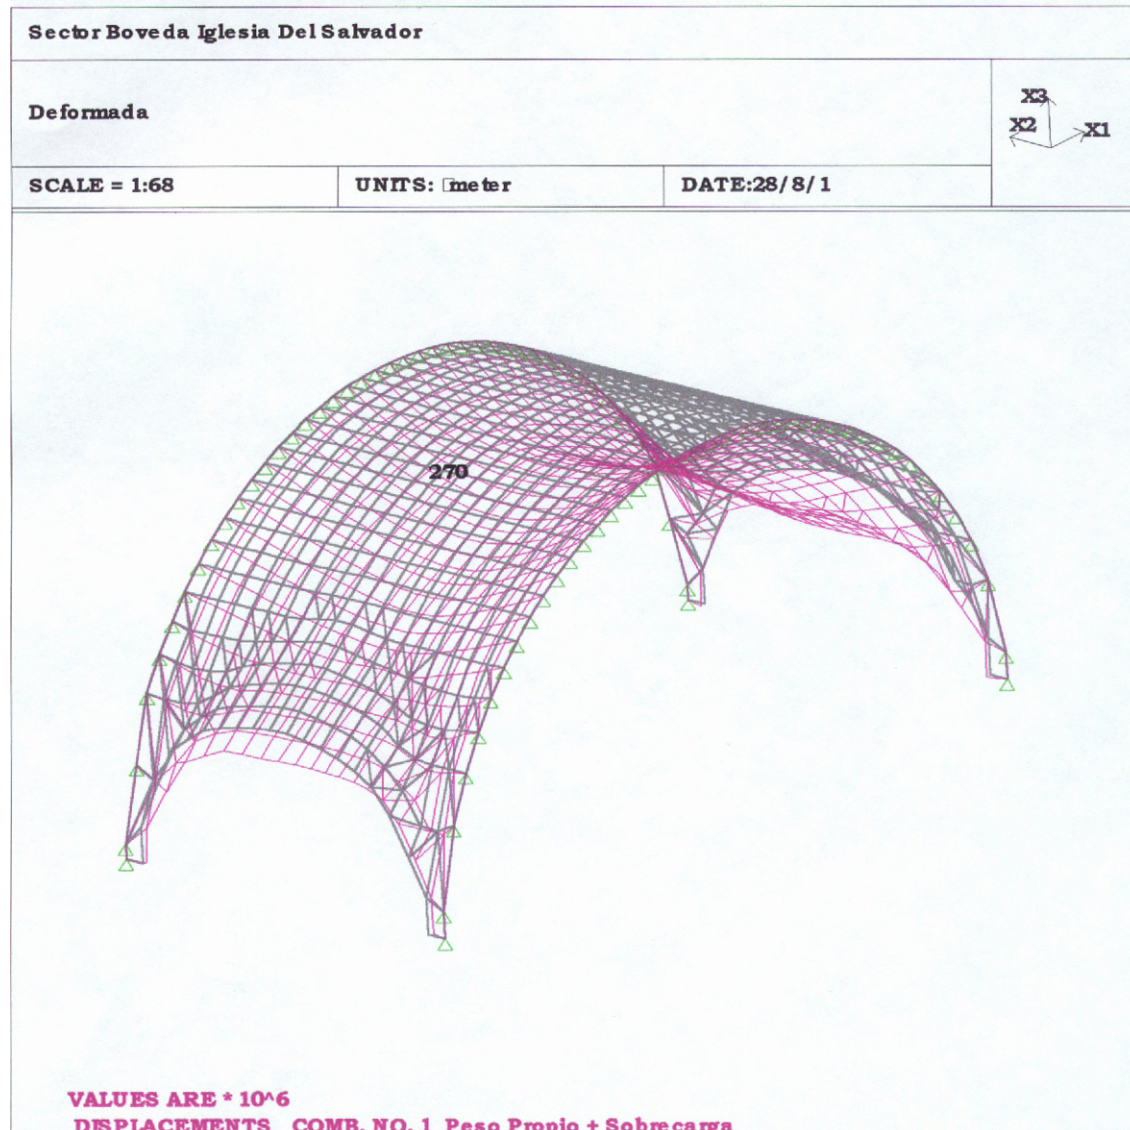 Sector Boveda Iglesia Del Salvador
Deformada
X3
X2
X1
SCALE = 1:68
UNITS: □meter
DATE:28/8/1
270
VALUES ARE * 10^6
DISPLACEMENTS COMB. NO. 1 Peso Propio + Sobrecarga